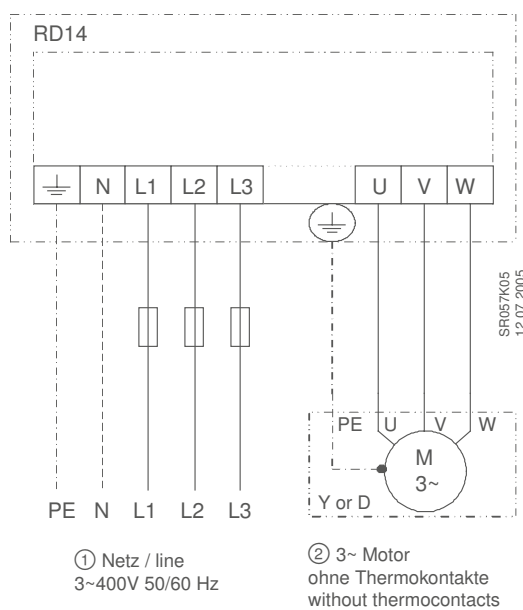 RD14
N L1 L2 L3 U V W
SR057K05
12.07.2005
PE U V W
M
3~
Y or D
PE N L1 L2 L3
① Netz / line
3~400V 50/60 Hz
② 3~ Motor
ohne Thermokontakte
without thermocontacts